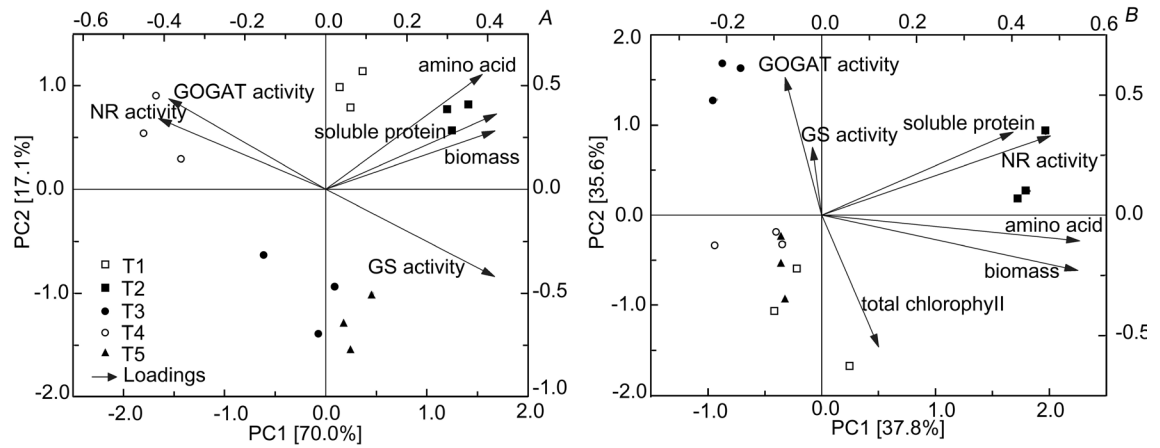 -0.6 -0.4 -0.2 0.0 0.2 0.4 A
amino acid
GOGAT activity
NR activity
soluble protein
biomass
GS activity
T1
T2
T3
T4
T5
Loadings
1.0
0.0
-1.0
-2.0
PC2 [17.1%]
0.5
0.0
-0.5
-1.0
-2.0 -1.0 0.0 1.0 2.0
PC1 [70.0%]
-0.2 0.0 0.2 0.4 0.6 B
GOGAT activity
GS activity
soluble protein
NR activity
amino acid
biomass
total chlorophyII
2.0
1.0
0.0
-1.0
-2.0
PC2 [35.6%]
0.5
0.0
-0.5
-1.0 0.0 1.0 2.0
PC1 [37.8%]